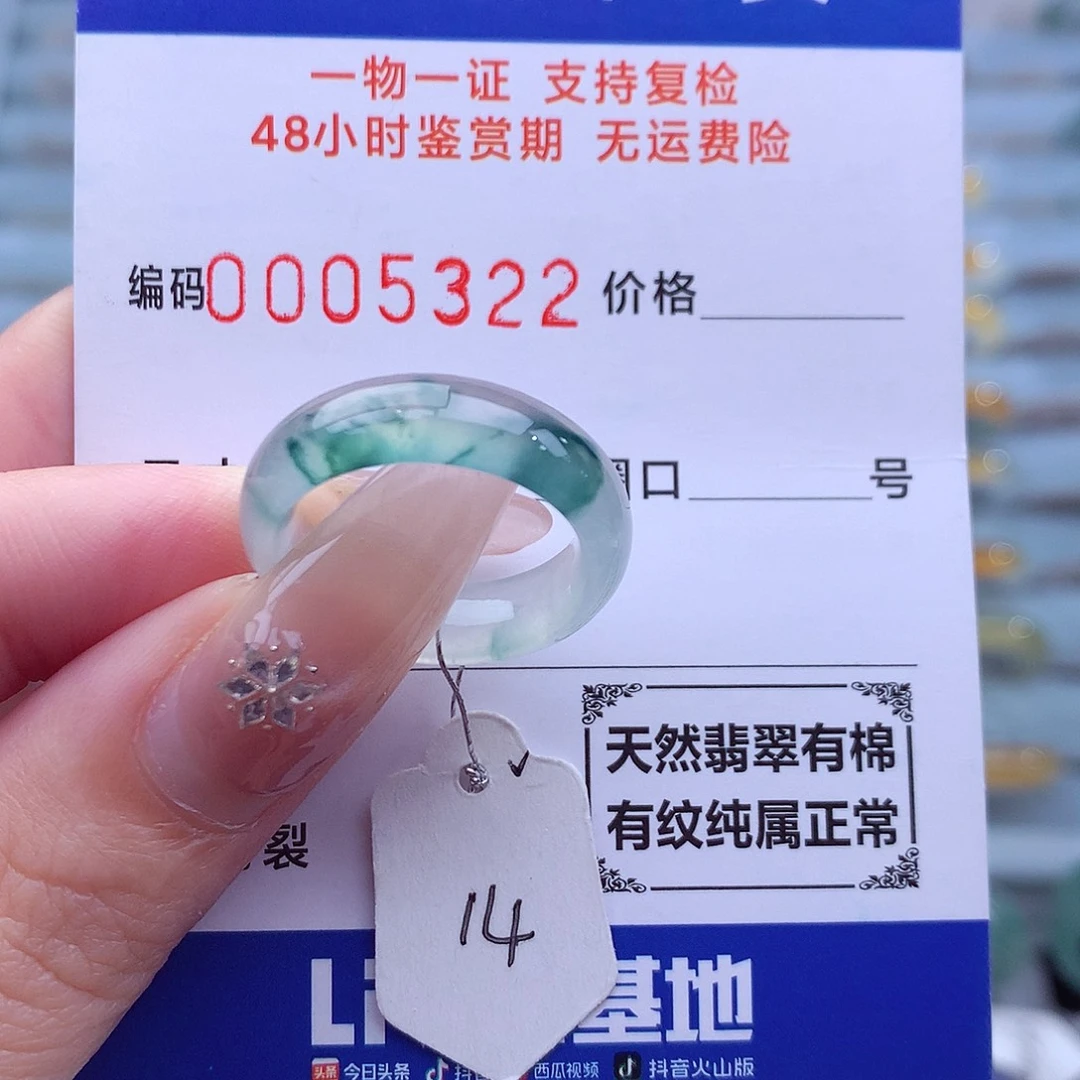 一物一证 支持复检
48小时鉴赏期 无运费险
编码0005322 价格
口 号
天然翡翠有棉
有纹纯属正常
裂
14
基地
头条 今日头条 西瓜视频 抖音火山版